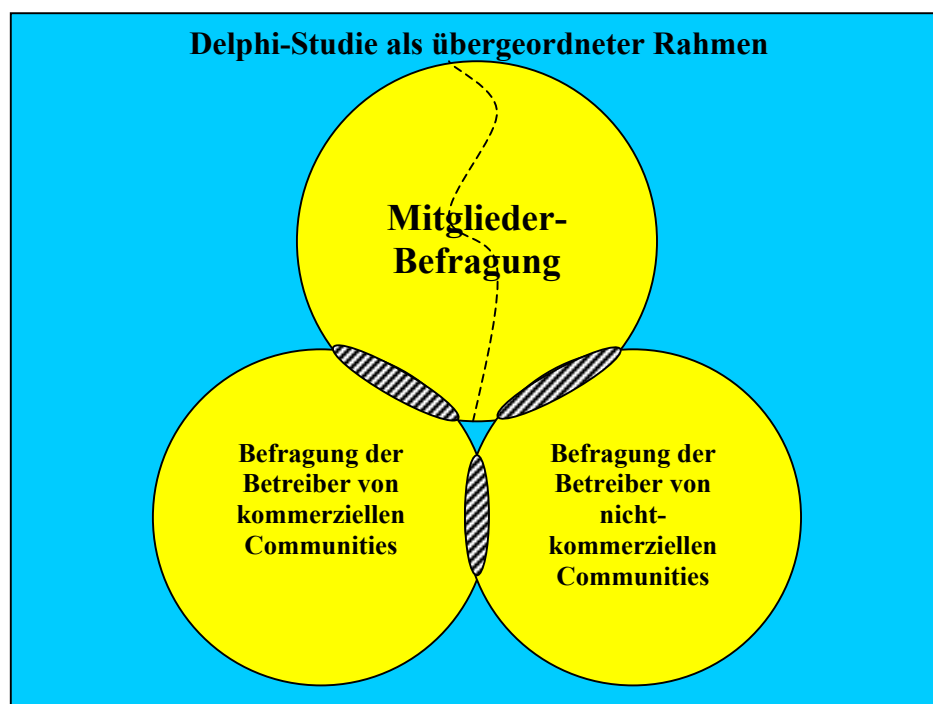 Delphi-Studie als übergeordneter Rahmen
Mitglieder-
Befragung
Befragung der
Betreiber von
kommerziellen
Communities
Befragung der
Betreiber von
nicht-
kommerziellen
Communities